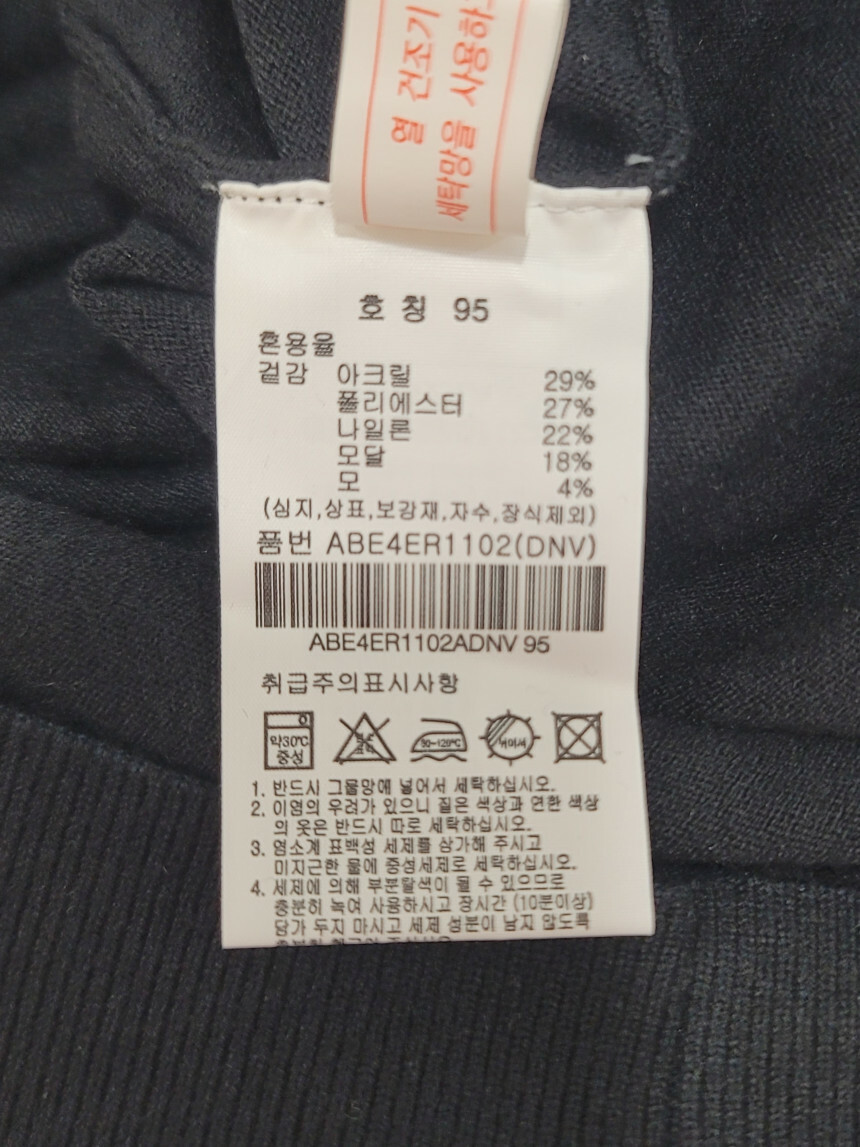 열 건조기
세탁망을 사용하
호 칭 95
혼용율
겉감 아크릴 29%
폴리에스터 27%
나일론 22%
모달 18%
모 4%
(심지,상표,보강재,자수,장식제외)
품번 ABE4ER1102(DNV)
ABE4ER1102ADNV 95
취급주의표시사항
약30℃
중성
염소
표백
80~120℃
뉘어서
1. 반드시 그물망에 넣어서 세탁하십시오.
2. 이염의 우려가 있으니 짙은 색상과 연한 색상
의 옷은 반드시 따로 세탁하십시오.
3. 염소계 표백성 세제를 삼가해 주시고
미지근한 물에 중성세제로 세탁하십시오.
4. 세제에 의해 부분탈색이 될 수 있으므로
충분히 녹여 사용하시고 장시간 (10분이상)
담가 두지 마시고 세제 성분이 남지 않도록